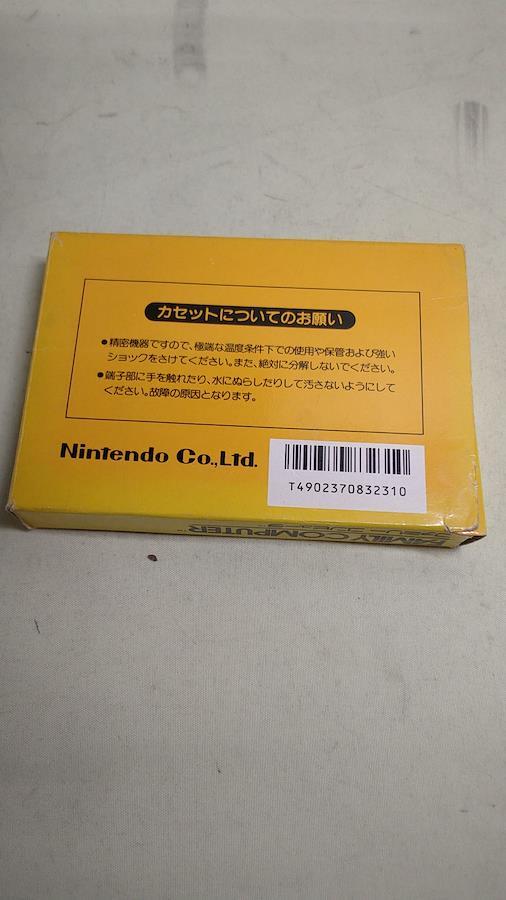 カセットについてのお願い
●精密機器ですので、極端な温度条件下での使用や保管および強い
ショックをさけてください。また、絶対に分解しないでください。
●端子部に手を触れたり、水にぬらしたりして汚さないようにして
ください。故障の原因となります。
Nintendo Co.,Ltd.
T4902370832310
FAMILY COMPUTER™